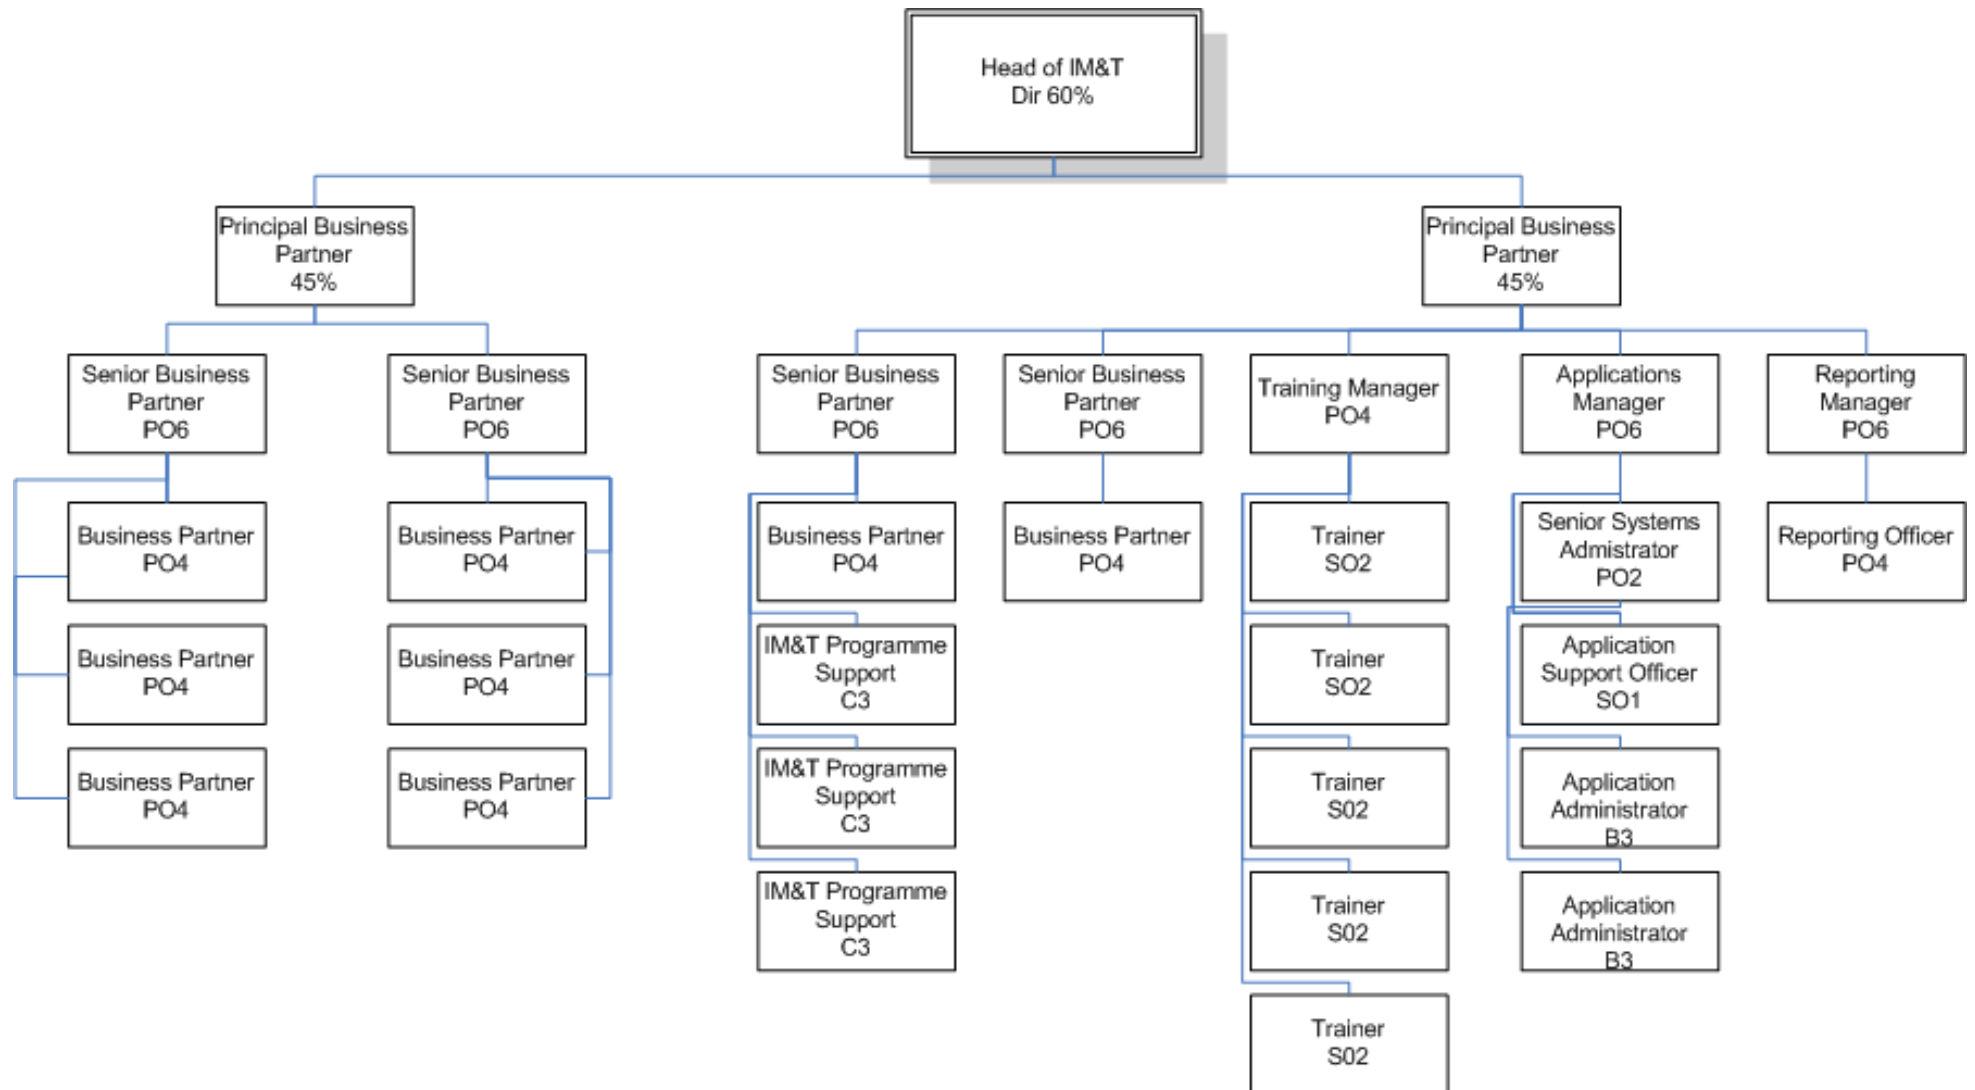 Head of IM&T
Dir 60%
Principal Business
Partner
45%
Principal Business
Partner
45%
Senior Business
Partner
PO6
Senior Business
Partner
PO6
Senior Business
Partner
PO6
Senior Business
Partner
PO6
Training Manager
PO4
Applications
Manager
PO6
Reporting
Manager
PO6
Business Partner
PO4
Business Partner
PO4
Business Partner
PO4
Business Partner
PO4
Trainer
SO2
Senior Systems
Admistrator
PO2
Reporting Officer
PO4
Business Partner
PO4
Business Partner
PO4
IM&T Programme
Support
C3
Trainer
SO2
Application
Support Officer
SO1
Business Partner
PO4
Business Partner
PO4
IM&T Programme
Support
C3
Trainer
S02
Application
Administrator
B3
IM&T Programme
Support
C3
Trainer
S02
Application
Administrator
B3
Trainer
S02